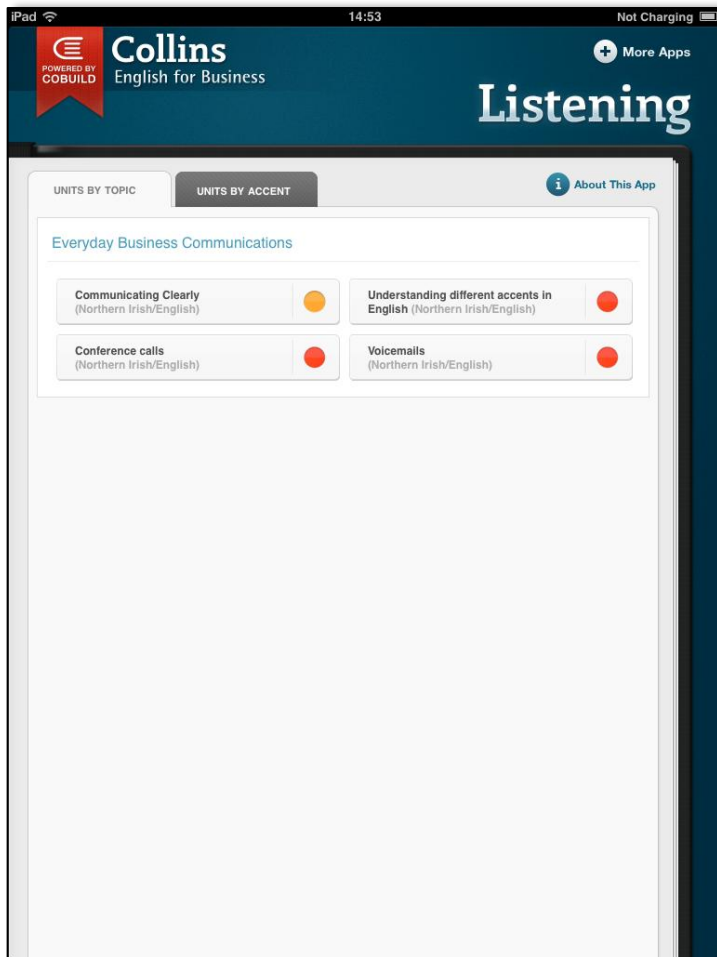 iPad 14:53 Not Charging
POWERED BY
COBUILD
Collins
English for Business
More Apps
Listening
UNITS BY TOPIC
UNITS BY ACCENT
About This App
Everyday Business Communications
Communicating Clearly
(Northern Irish/English)
Understanding different accents in
English (Northern Irish/English)
Conference calls
(Northern Irish/English)
Voicemails
(Northern Irish/English)